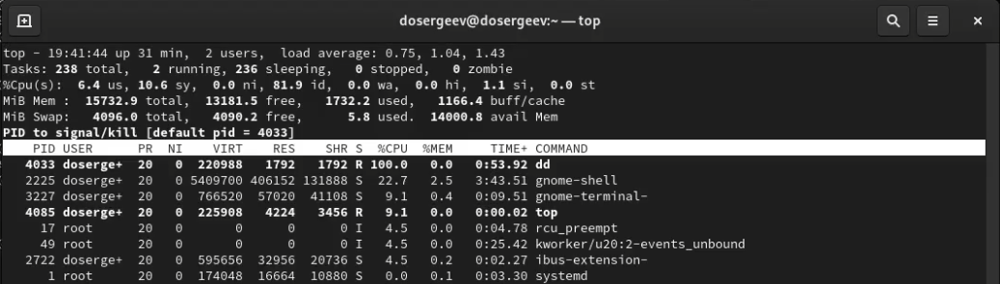 dosergeev@dosergeev:~ — top
top - 19:41:44 up 31 min,  2 users,  load average: 0.75, 1.04, 1.43
Tasks: 238 total,   2 running, 236 sleeping,   0 stopped,   0 zombie
%Cpu(s):  6.4 us, 10.6 sy,  0.0 ni, 81.9 id,  0.0 wa,  0.0 hi,  1.1 si,  0.0 st
MiB Mem :  15732.9 total,  13181.5 free,   1732.2 used,   1166.4 buff/cache
MiB Swap:   4096.0 total,   4090.2 free,      5.8 used.  14000.8 avail Mem
PID to signal/kill [default pid = 4033]
    PID USER      PR  NI    VIRT    RES    SHR S  %CPU  %MEM     TIME+ COMMAND
   4033 doserge+  20   0  220988   1792   1792 R 100.0   0.0   0:53.92 dd
   2225 doserge+  20   0 5409700 406152 131888 S  22.7   2.5   3:43.51 gnome-shell
   3227 doserge+  20   0  766520  57020  41108 S   9.1   0.4   0:09.51 gnome-terminal-
   4085 doserge+  20   0  225908   4224   3456 R   9.1   0.0   0:00.02 top
     17 root      20   0       0      0      0 I   4.5   0.0   0:04.78 rcu_preempt
     49 root      20   0       0      0      0 I   4.5   0.0   0:25.42 kworker/u20:2-events_unbound
   2722 doserge+  20   0  595656  32956  20736 S   4.5   0.2   0:02.27 ibus-extension-
      1 root      20   0  174048  16664  10880 S   0.0   0.1   0:03.30 systemd